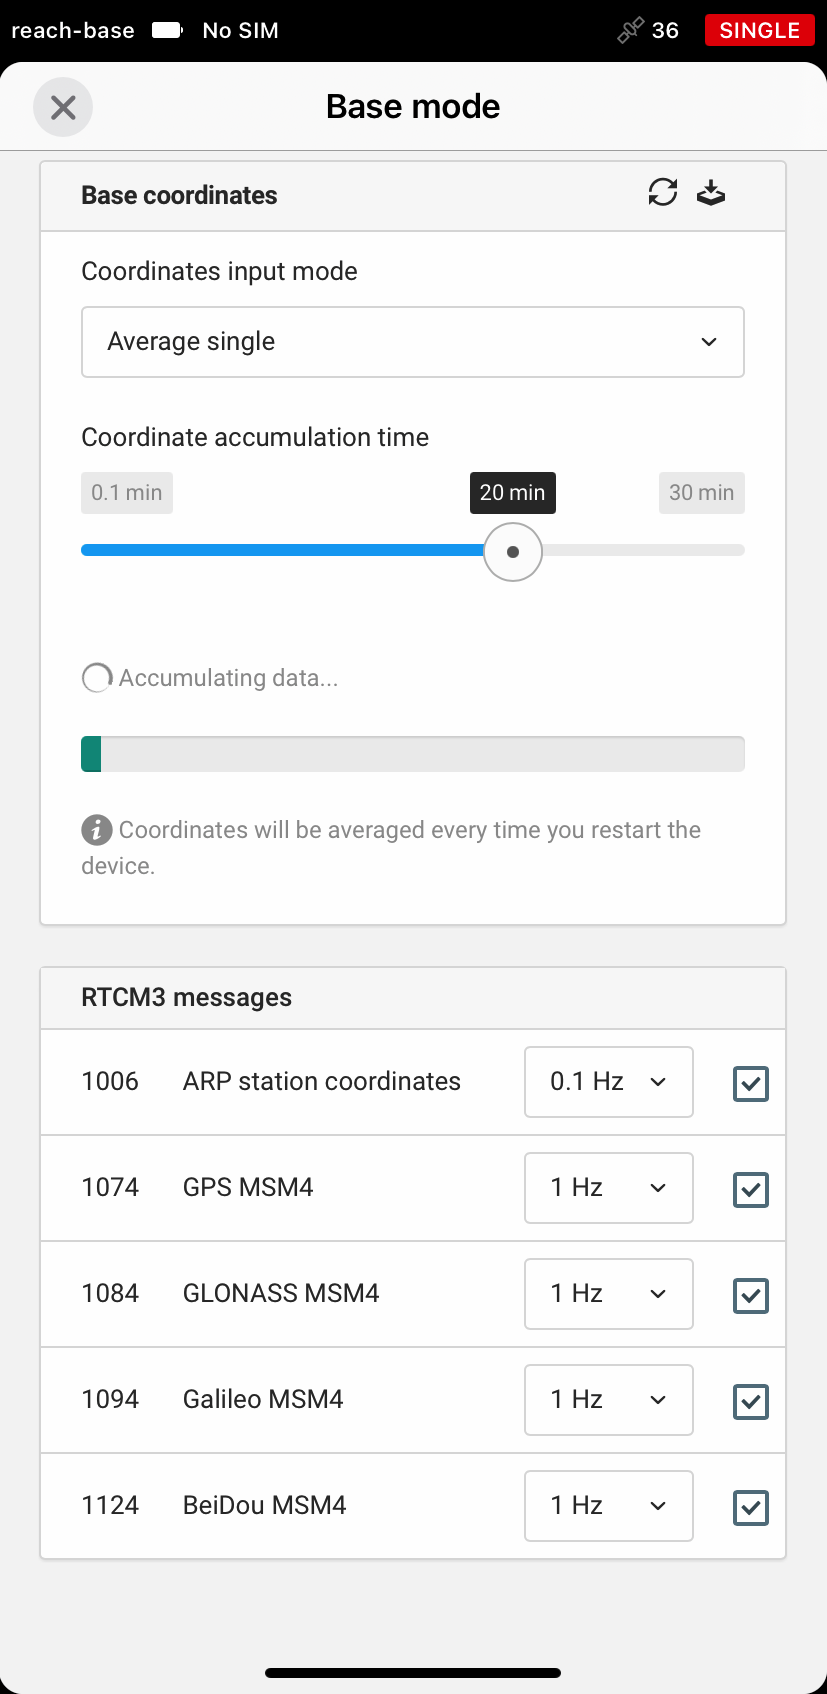 reach-base No SIM 36 SINGLE
Base mode
Base coordinates
Coordinates input mode
Average single
Coordinate accumulation time
0.1 min 20 min 30 min
Accumulating data...
Coordinates will be averaged every time you restart the
device.
RTCM3 messages
1006 ARP station coordinates 0.1 Hz
1074 GPS MSM4 1 Hz
1084 GLONASS MSM4 1 Hz
1094 Galileo MSM4 1 Hz
1124 BeiDou MSM4 1 Hz